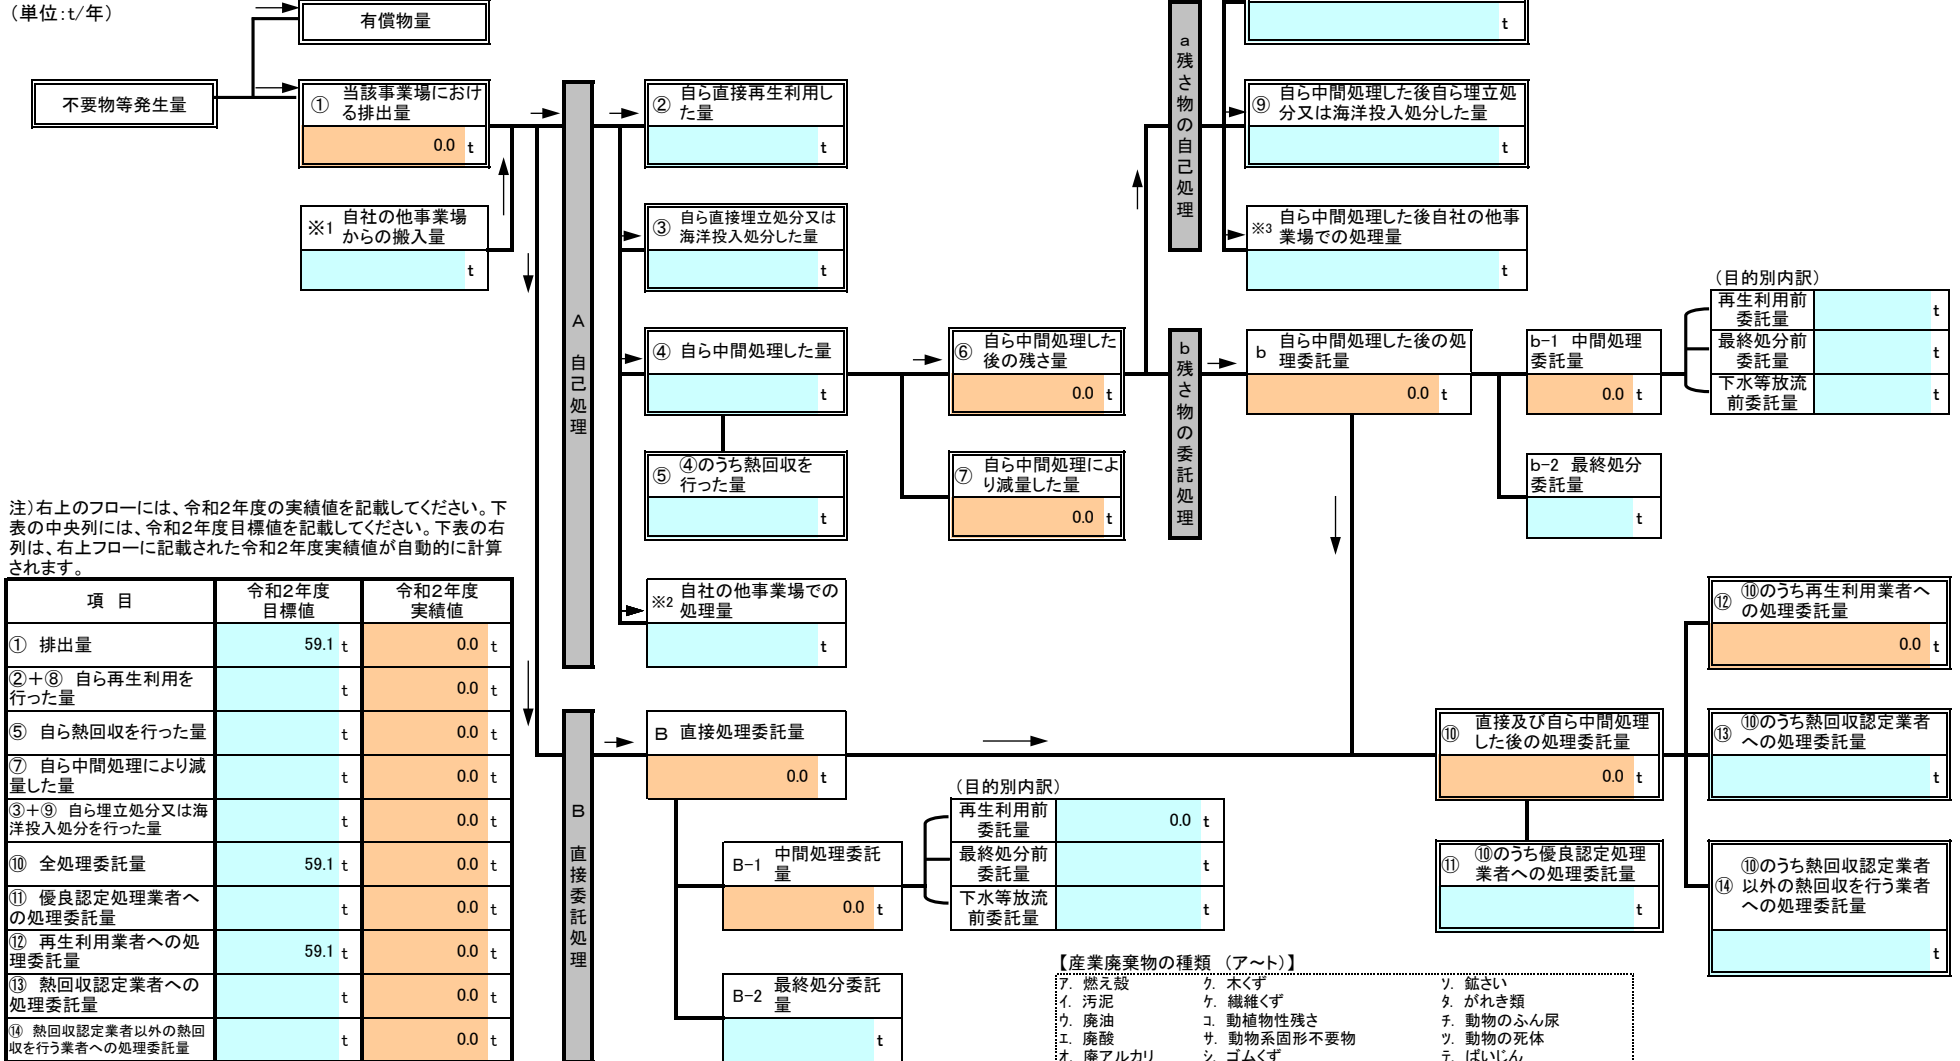 (単位:t/年)
有償物量
不要物等発生量
① 当該事業場におけ
る排出量
0.0 t
※1 自社の他事業場
からの搬入量
t
A 自己処理
② 自ら直接再生利用し
た量
t
③ 自ら直接埋立処分又は
海洋投入処分した量
t
④ 自ら中間処理した量
t
⑤ ④のうち熱回収を
行った量
t
※2 自社の他事業場での
処理量
t
⑥ 自ら中間処理した
後の残さ量
0.0 t
⑦ 自ら中間処理によ
り減量した量
0.0 t
a 残さ物の自己処理
t
⑨ 自ら中間処理した後自ら埋立処
分又は海洋投入処分した量
t
※3 自ら中間処理した後自社の他事
業場での処理量
t
b 残さ物の委託処理
b 自ら中間処理した後の処
理委託量
0.0 t
b-1 中間処理
委託量
0.0 t
b-2 最終処分
委託量
t
(目的別内訳)
再生利用前
委託量
t
最終処分前
委託量
t
下水等放流
前委託量
t
注)右上のフローには、令和2年度の実績値を記載してください。下
表の中央列には、令和2年度目標値を記載してください。下表の右
列は、右上フローに記載された令和2年度実績値が自動的に計算
されます。
項 目
令和2年度
目標値
令和2年度
実績値
① 排出量 59.1 t 0.0 t
②+⑧ 自ら再生利用を
行った量
t 0.0 t
⑤ 自ら熱回収を行った量 t 0.0 t
⑦ 自ら中間処理により減
量した量
t 0.0 t
③+⑨ 自ら埋立処分又は海
洋投入処分を行った量
t 0.0 t
⑩ 全処理委託量 59.1 t 0.0 t
⑪ 優良認定処理業者へ
の処理委託量
t 0.0 t
⑫ 再生利用業者への処
理委託量
59.1 t 0.0 t
⑬ 熱回収認定業者への
処理委託量
t 0.0 t
⑭ 熱回収認定業者以外の熱回
収を行う業者への処理委託量
t 0.0 t
B 直接委託処理
B 直接処理委託量
0.0 t
B-1 中間処理委託
量
0.0 t
B-2 最終処分委託
量
t
(目的別内訳)
再生利用前
委託量
0.0 t
最終処分前
委託量
t
下水等放流
前委託量
t
⑩ 直接及び自ら中間処理
した後の処理委託量
0.0 t
⑪ ⑩のうち優良認定処理
業者への処理委託量
t
⑫ ⑩のうち再生利用業者へ
の処理委託量
0.0 t
⑬ ⑩のうち熱回収認定業者
への処理委託量
t
⑭ ⑩のうち熱回収認定業者
以外の熱回収を行う業者
への処理委託量
t
【産業廃棄物の種類 (ア~ト)】
ア. 燃え殻 ク. 木くず ソ. 鉱さい
イ. 汚泥 ケ. 繊維くず タ. がれき類
ウ. 廃油 コ. 動植物性残さ チ. 動物のふん尿
エ. 廃酸 サ. 動物系固形不要物 ツ. 動物の死体
オ. 廃アルカリ シ. ゴムくず テ. ばいじん